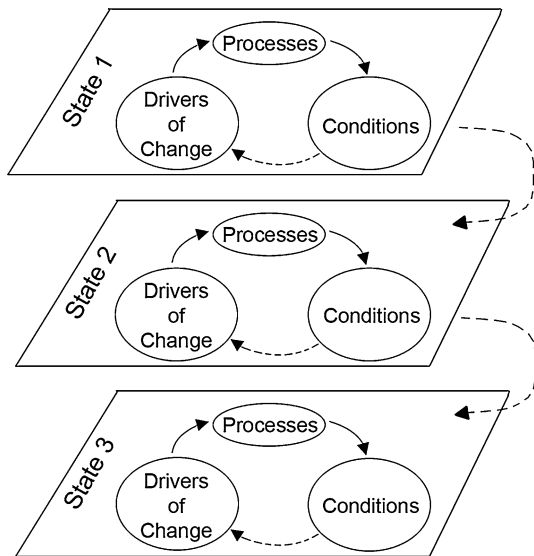 State 1
Processes
Drivers
of
Change
Conditions
State 2
Processes
Drivers
of
Change
Conditions
State 3
Processes
Drivers
of
Change
Conditions